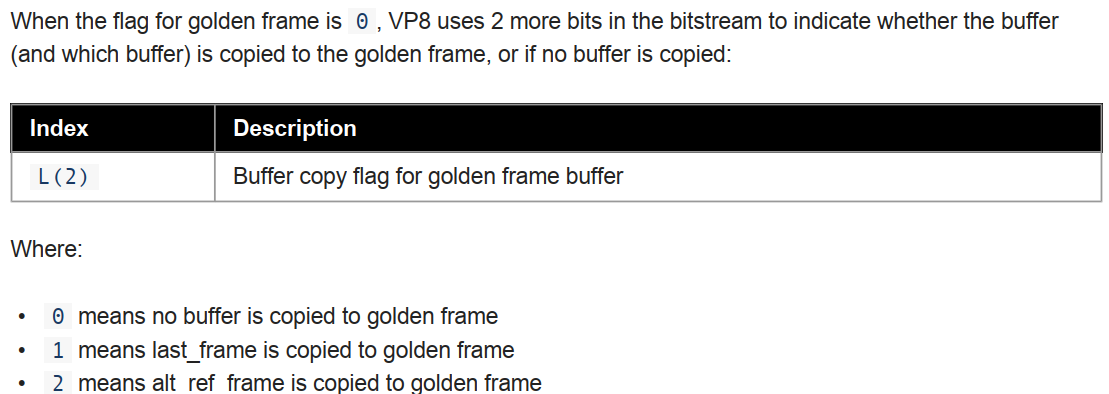 When the flag for golden frame is 0, VP8 uses 2 more bits in the bitstream to indicate whether the buffer
(and which buffer) is copied to the golden frame, or if no buffer is copied:
Index Description
L(2) Buffer copy flag for golden frame buffer
Where:
• 0 means no buffer is copied to golden frame
• 1 means last_frame is copied to golden frame
• 2 means alt_ref_frame is copied to golden frame